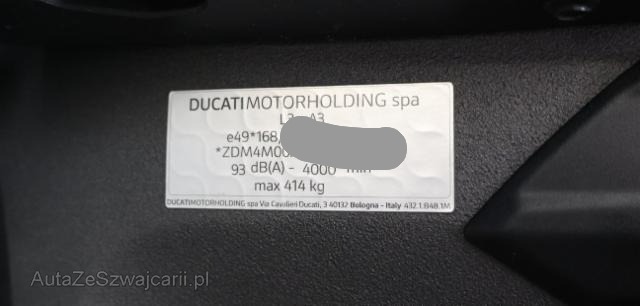 DUCATIMOTORHOLDING spa
A3
e49*168/
*ZDM4M00
93 dB(A) - 4000
max 414 kg
DUCATIMOTORHOLDING spa Via Cavalieri Ducati, 3 40132 Bologna - Italy 432.1.848.1M
AutaZeSzwajcarii.pl